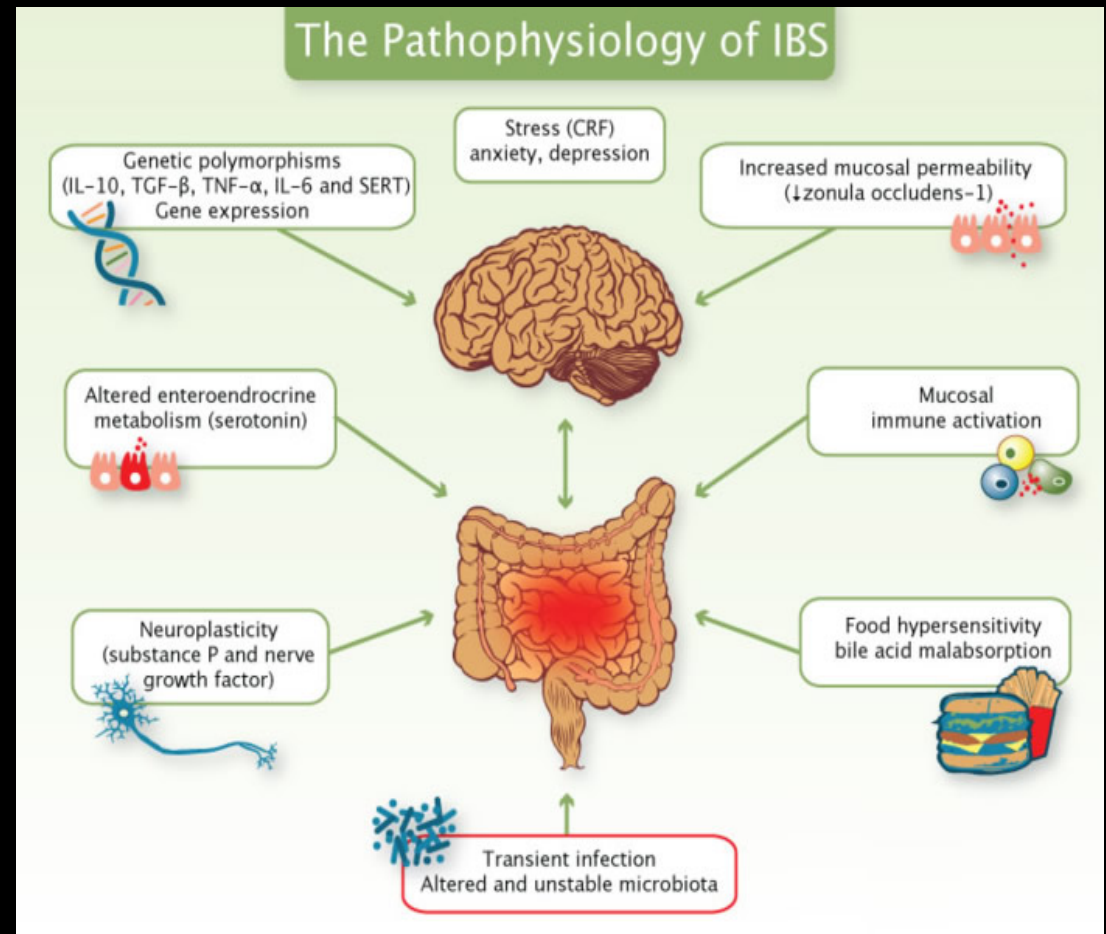 The Pathophysiology of IBS
Stress (CRF)
anxiety, depression
Genetic polymorphisms
(IL-10, TGF-β, TNF-α, IL-6 and SERT)
Gene expression
Increased mucosal permeability
(↓zonula occludens-1)
Altered enteroendocrine
metabolism (serotonin)
Mucosal
immune activation
Neuroplasticity
(substance P and nerve
growth factor)
Food hypersensitivity
bile acid malabsorption
Transient infection
Altered and unstable microbiota